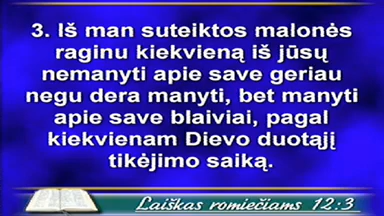 3. Iš man suteiktos malonės
raginu kiekvieną iš jūsų
nemanyti apie save geriau
negu dera manyti, bet manyti
apie save blaiviai, pagal
kiekvienam Dievo duotąjį
tikėjimo saiką.
Laiškas romiečiams 12:3